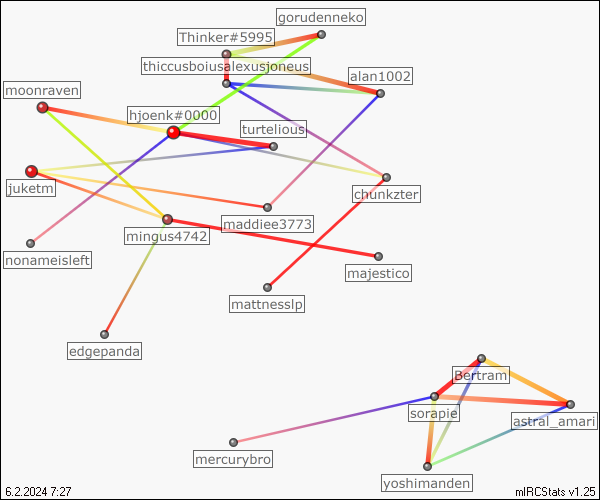 gorudenneko
Thinker#5995
thiccusboiusalexusjoneus
alan1002
moonraven
hjoenk#0000
turtelious
juketm
chunkzter
maddiee3773
mingus4742
nonameisleft
majestico
mattnesslp
edgepanda
Bertram
sorapie
astral_amari
mercurybro
yoshimanden
6.2.2024 7:27
mIRCStats v1.25